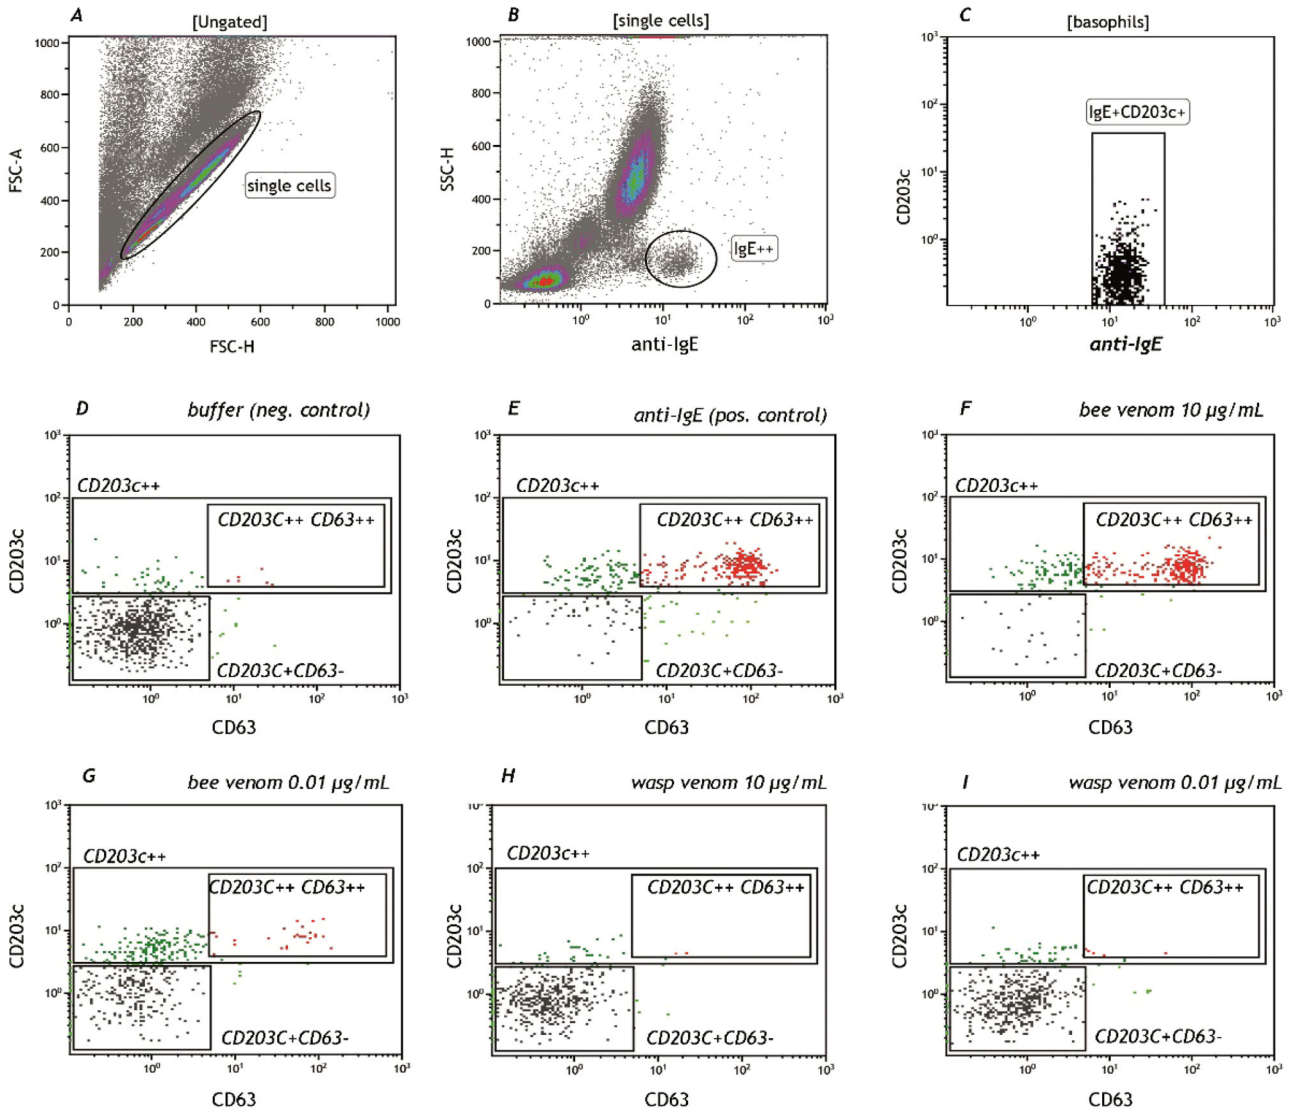 A [Ungated]
1000
800
600
400
200
0
FSC-A
single cells
0 200 400 600 800 1000
FSC-H
B [single cells]
1000
800
600
400
200
0
SSC-H
IgE++
10⁰ 10¹ 10² 10³
anti-IgE
C [basophils]
10³
10²
10¹
10⁰
CD203c
IgE+CD203c+
10⁰ 10¹ 10² 10³
anti-IgE
D buffer (neg. control)
10³
10²
10¹
10⁰
CD203c
CD203c++
CD203C++ CD63++
CD203C+CD63-
10⁰ 10¹ 10² 10³
CD63
E anti-IgE (pos. control)
10³
10²
10¹
10⁰
CD203c
CD203c++
CD203C++ CD63++
CD203C+CD63-
10⁰ 10¹ 10² 10³
CD63
F bee venom 10 µg/mL
10³
10²
10¹
10⁰
CD203c
CD203c++
CD203C++ CD63++
CD203C+CD63-
10⁰ 10¹ 10² 10³
CD63
G bee venom 0.01 µg/mL
10³
10²
10¹
10⁰
CD203c
CD203c++
CD203C++ CD63++
CD203C+CD63-
10⁰ 10¹ 10² 10³
CD63
H wasp venom 10 µg/mL
10³
10²
10¹
10⁰
CD203c
CD203c++
CD203C++ CD63++
CD203C+CD63-
10⁰ 10¹ 10² 10³
CD63
I wasp venom 0.01 µg/mL
10³
10²
10¹
10⁰
CD203c
CD203c++
CD203C++ CD63++
CD203C+CD63-
10⁰ 10¹ 10² 10³
CD63